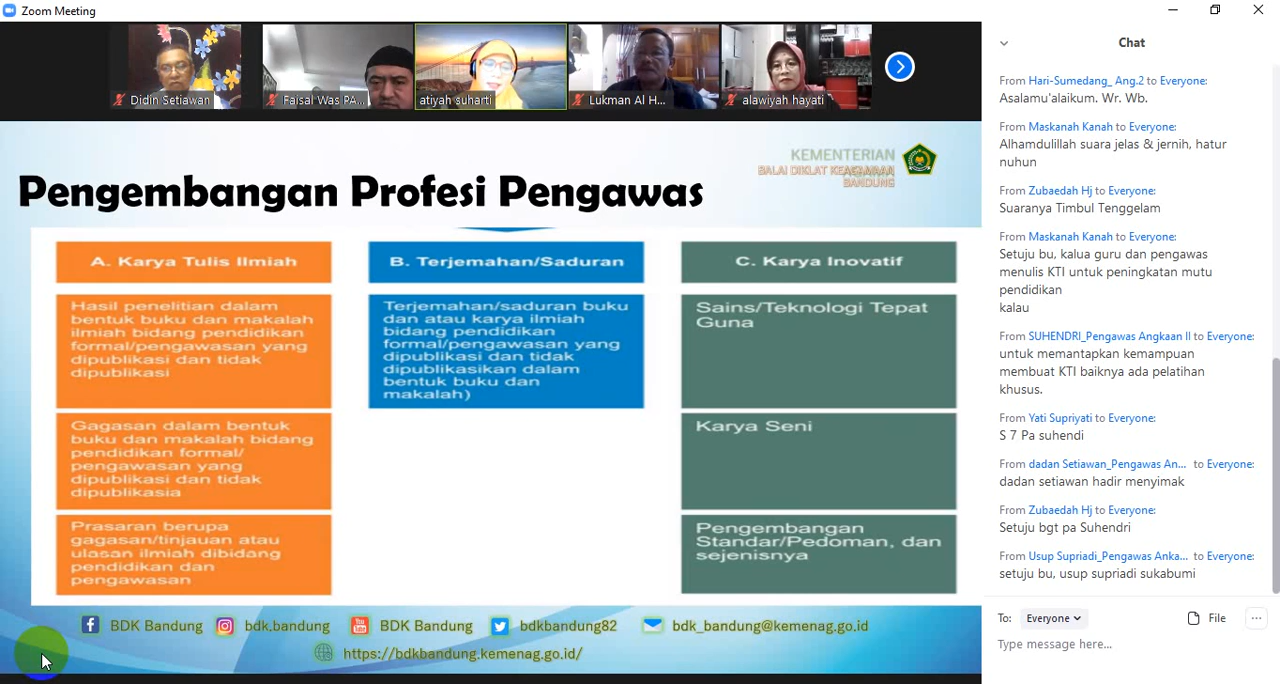 Zoom Meeting
Didin Setiawan
Faisal Was PA...
atiyah suharti
Lukman Al H...
alawiyah hayati
KEMENTERIAN
BALAI DIKLAT KEAGAMAAN
BANDUNG
Pengembangan Profesi Pengawas
A. Karya Tulis Ilmiah
Hasil penelitian dalam
bentuk buku dan makalah
ilmiah bidang pendidikan
formal/pengawasan yang
dipublikasi dan tidak
dipublikasi
Gagasan dalam bentuk
buku dan makalah bidang
pendidikan formal/
pengawasan yang
dipublikasi dan tidak
dipublikasia
Prasaran berupa
gagasan/tinjauan atau
ulasan ilmiah dibidang
pendidikan dan
pengawasan
B. Terjemahan/Saduran
Terjemahan/saduran buku
dan atau karya ilmiah
bidang pendidikan
formal/pengawasan yang
dipublikasi dan tidak
dipublikasikan dalam
bentuk buku dan
makalah)
C. Karya Inovatif
Sains/Teknologi Tepat
Guna
Karya Seni
Pengembangan
Standar/Pedoman, dan
sejenisnya
BDK Bandung
bdk.bandung
BDK Bandung
bdkbandung82
bdk_bandung@kemenag.go.id
https://bdkbandung.kemenag.go.id/
Chat
From Hari-Sumedang_ Ang.2 to Everyone:
Asalamu'alaikum. Wr. Wb.
From Maskanah Kanah to Everyone:
Alhamdulillah suara jelas & jernih, hatur
nuhun
From Zubaedah Hj to Everyone:
Suaranya Timbul Tenggelam
From Maskanah Kanah to Everyone:
Setuju bu, kalua guru dan pengawas
menulis KTI untuk peningkatan mutu
pendidikan
kalau
From SUHENDRI_Pengawas Angkaan II to Everyone:
untuk memantapkan kemampuan
membuat KTI baiknya ada pelatihan
khusus.
From Yati Supriyati to Everyone:
S 7 Pa suhendi
From dadan Setiawan_Pengawas An... to Everyone:
dadan setiawan hadir menyimak
From Zubaedah Hj to Everyone:
Setuju bgt pa Suhendri
From Usup Supriadi_Pengawas Anka... to Everyone:
setuju bu, usup supriadi sukabumi
To: Everyone
File
...
Type message here...